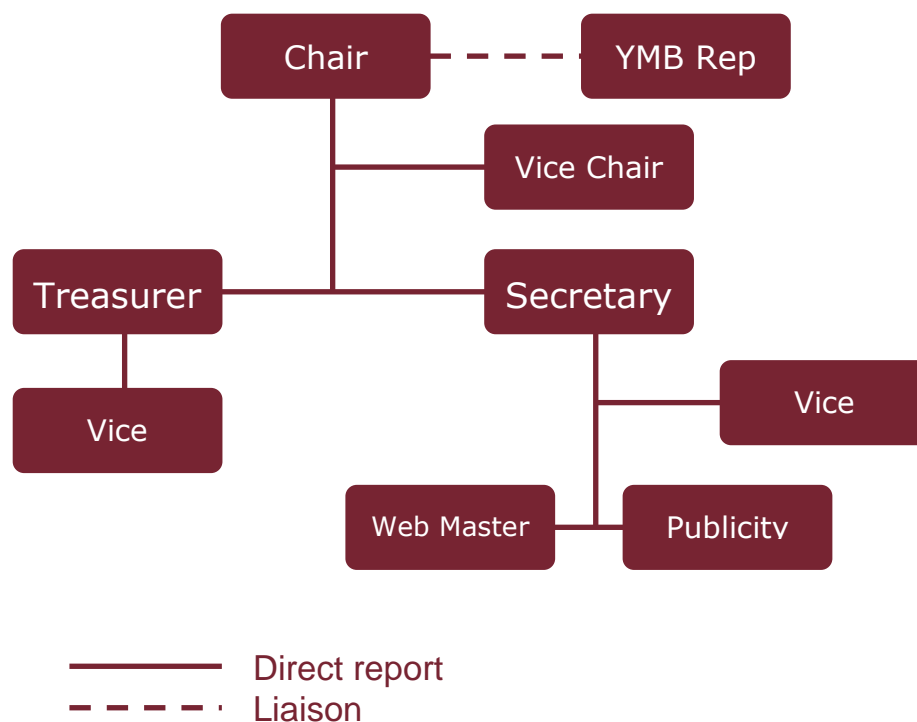 Chair
YMB Rep
Vice Chair
Treasurer
Secretary
Vice
Vice
Web Master
Publicity
Direct report
Liaison